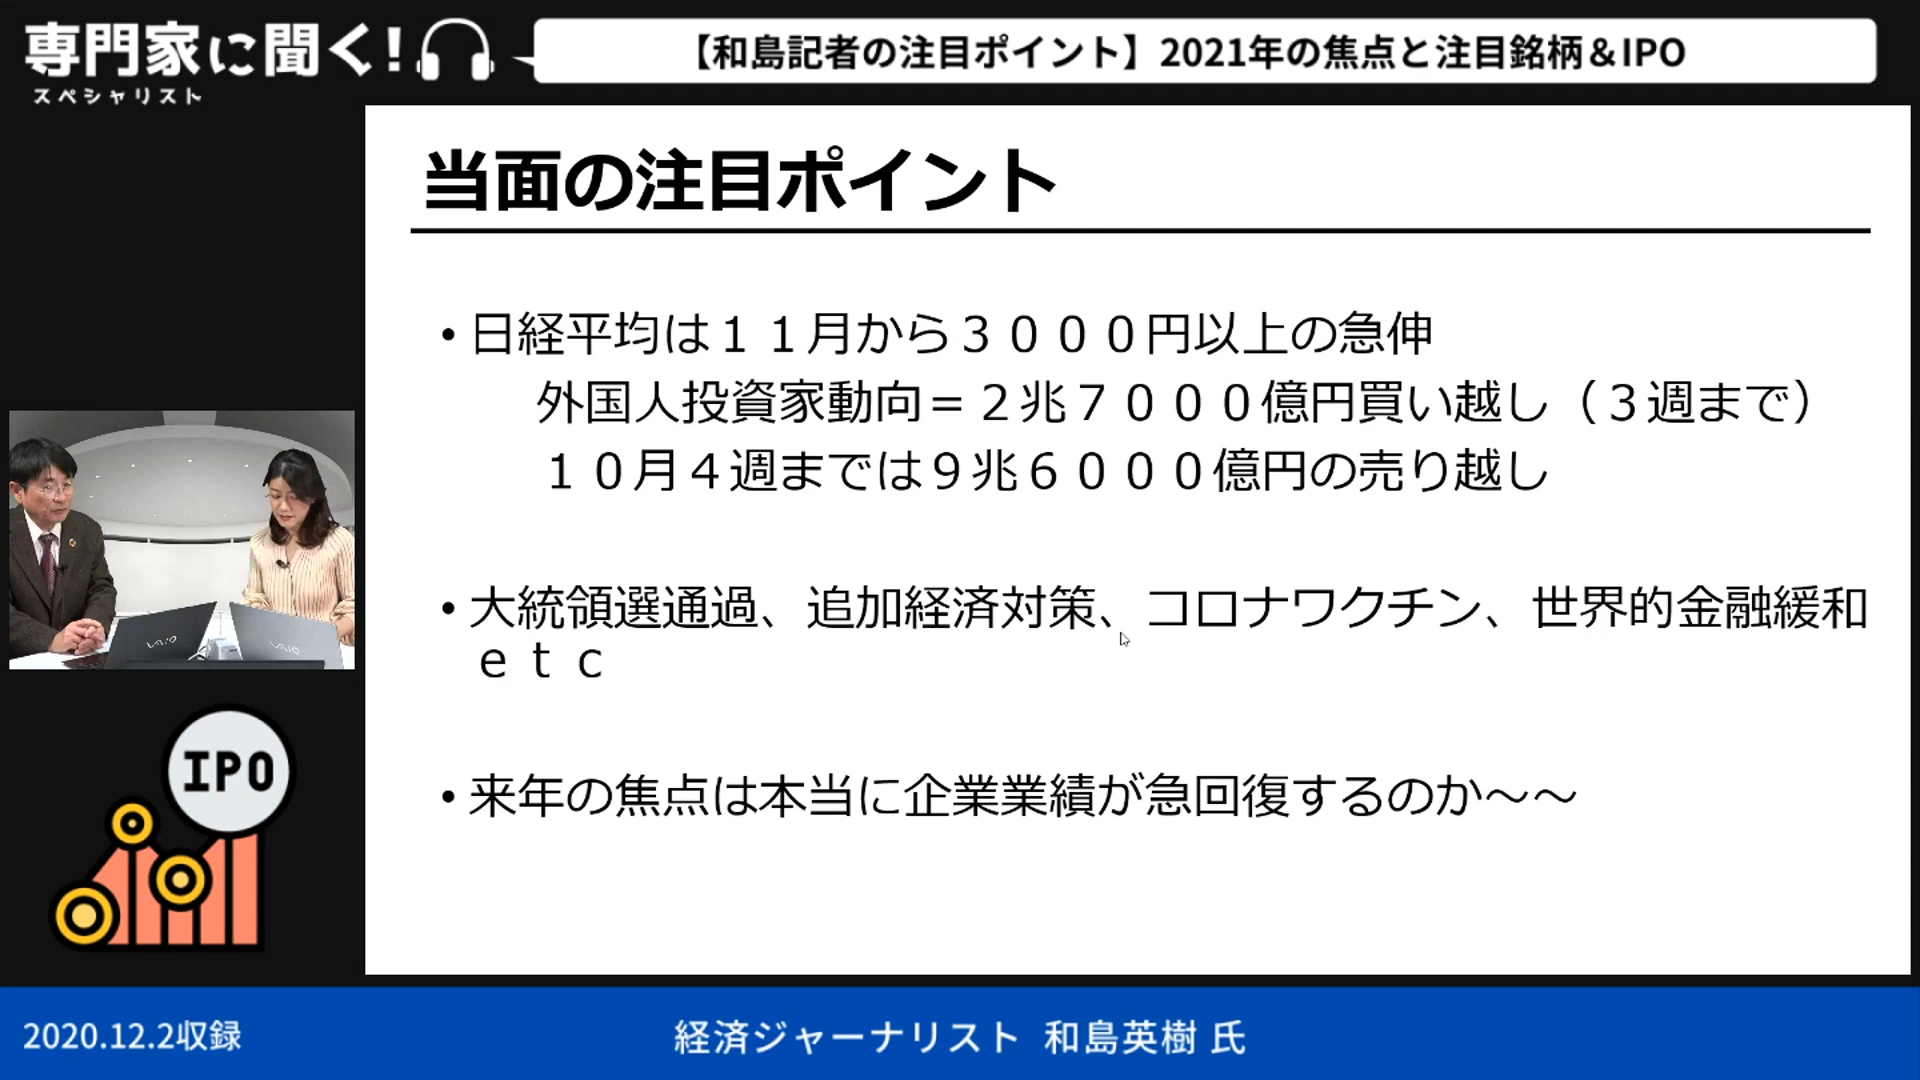 専門家に聞く!
スペシャリスト
【和島記者の注目ポイント】2021年の焦点と注目銘柄＆IPO
当面の注目ポイント
・日経平均は１１月から３０００円以上の急伸
外国人投資家動向＝２兆７０００億円買い越し（３週まで）
１０月４週までは９兆６０００億円の売り越し
・大統領選通過、追加経済対策、コロナワクチン、世界的金融緩和
ｅｔｃ
・来年の焦点は本当に企業業績が急回復するのか～～
VAIO
VAIO
IPO
2020.12.2収録
経済ジャーナリスト 和島英樹 氏